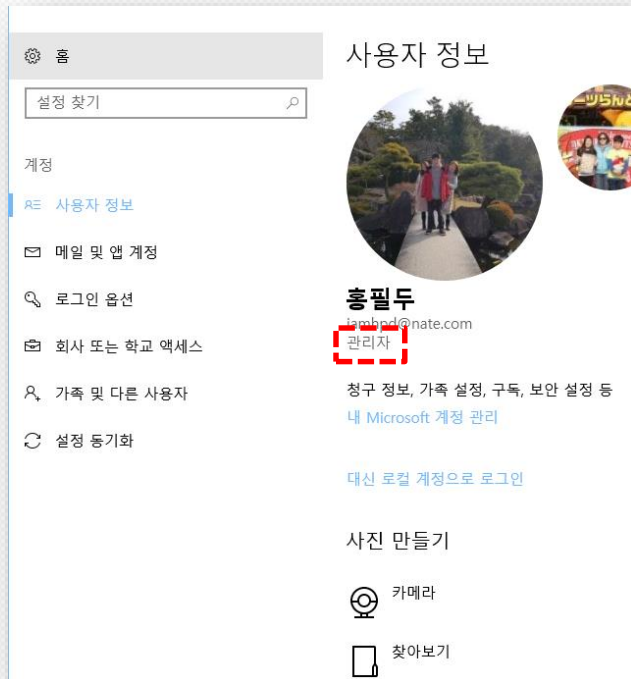 홈
설정 찾기
계정
사용자 정보
메일 및 앱 계정
로그인 옵션
회사 또는 학교 액세스
가족 및 다른 사용자
설정 동기화
사용자 정보
홍필두
iamhpd@nate.com
관리자
청구 정보, 가족 설정, 구독, 보안 설정 등
내 Microsoft 계정 관리
대신 로컬 계정으로 로그인
사진 만들기
카메라
찾아보기